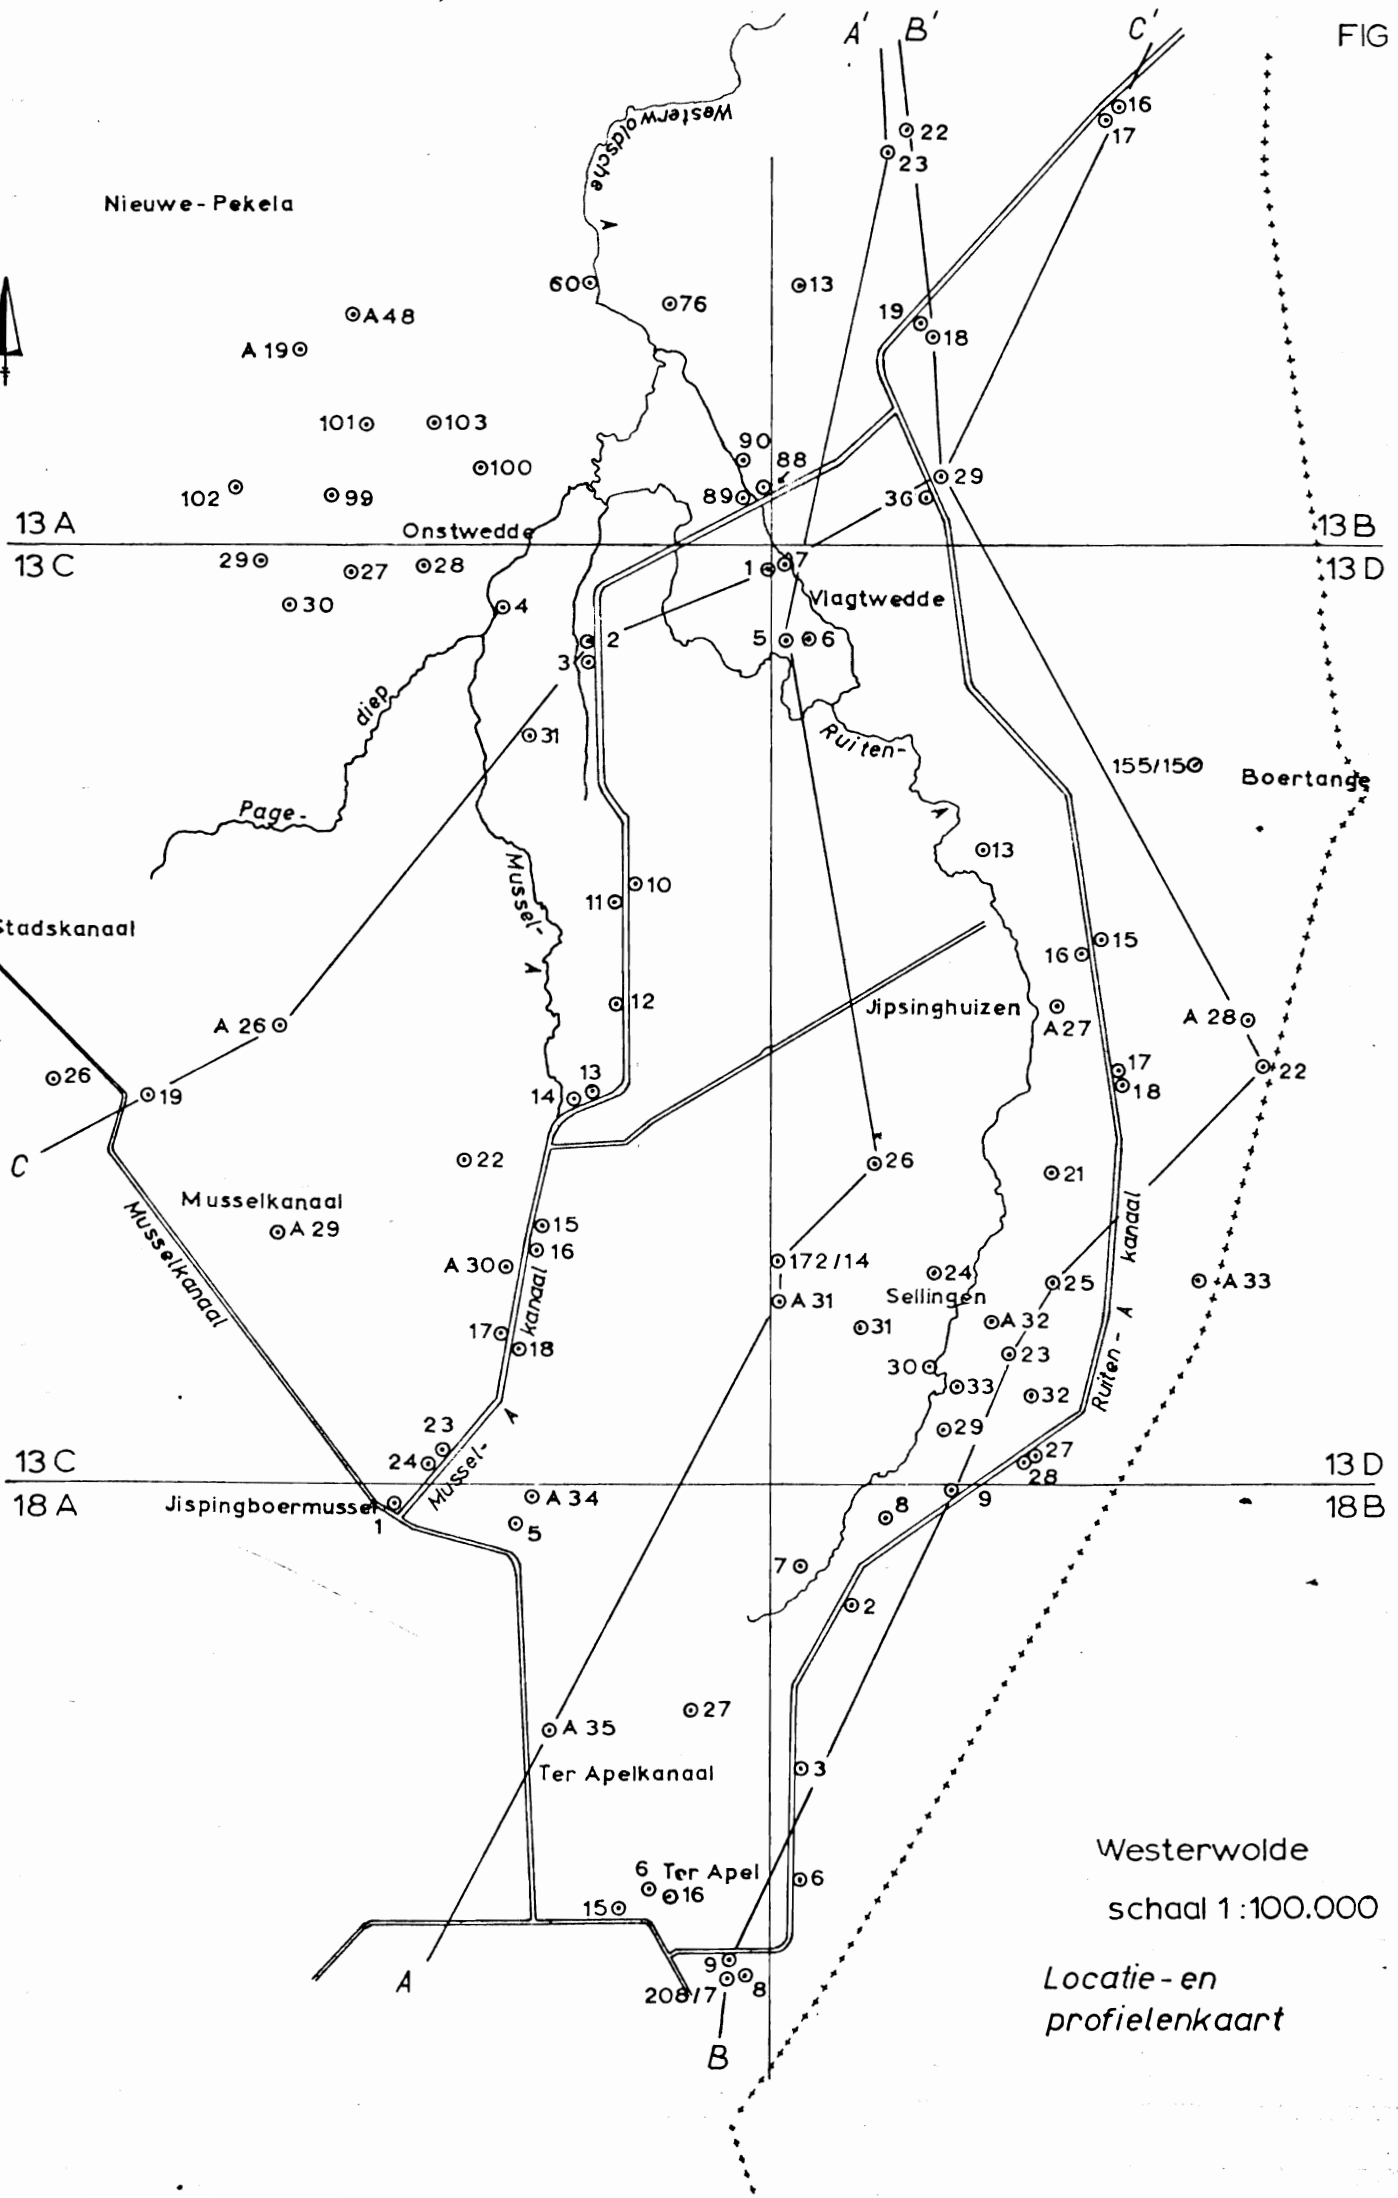 A' B' C' FIG
Westerwoldsche A
16
17
22
23
Nieuwe-Pekela
60
76
13
A 48
A 19
19
18
101
103
90
88
100
102
99
89
29
36
13 A
13 B
Onstwedde
13 C
13 D
29
27
28
30
4
1
7
Vlagtwedde
2
3
5
6
diep
31
Ruiten-
155/150
Boertange
Page-
A
13
Mussel-
10
11
Stadskanaal
A
15
16
12
Jipsinghuizen
A 26
A27
A 28
26
19
13
14
17
18
22
C
22
26
21
Musselkanaal
A 29
Musselkanaal
15
16
A 30
kanaal
172/14
A 31
24
Sellingen
25
kanaal
A 33
17
18
31
A 32
23
30
33
32
Ruiten- A
29
23
24
A
Mussel-
27
28
13 C
13 D
18 A
18 B
Jispingboermussel
1
A 34
5
8
9
7
2
27
A 35
3
Ter Apelkanaal
6
Ter Apel
16
15
6
Westerwolde
schaal 1 :100.000
A
9
8
208/7
B
Locatie-en
profielenkaart